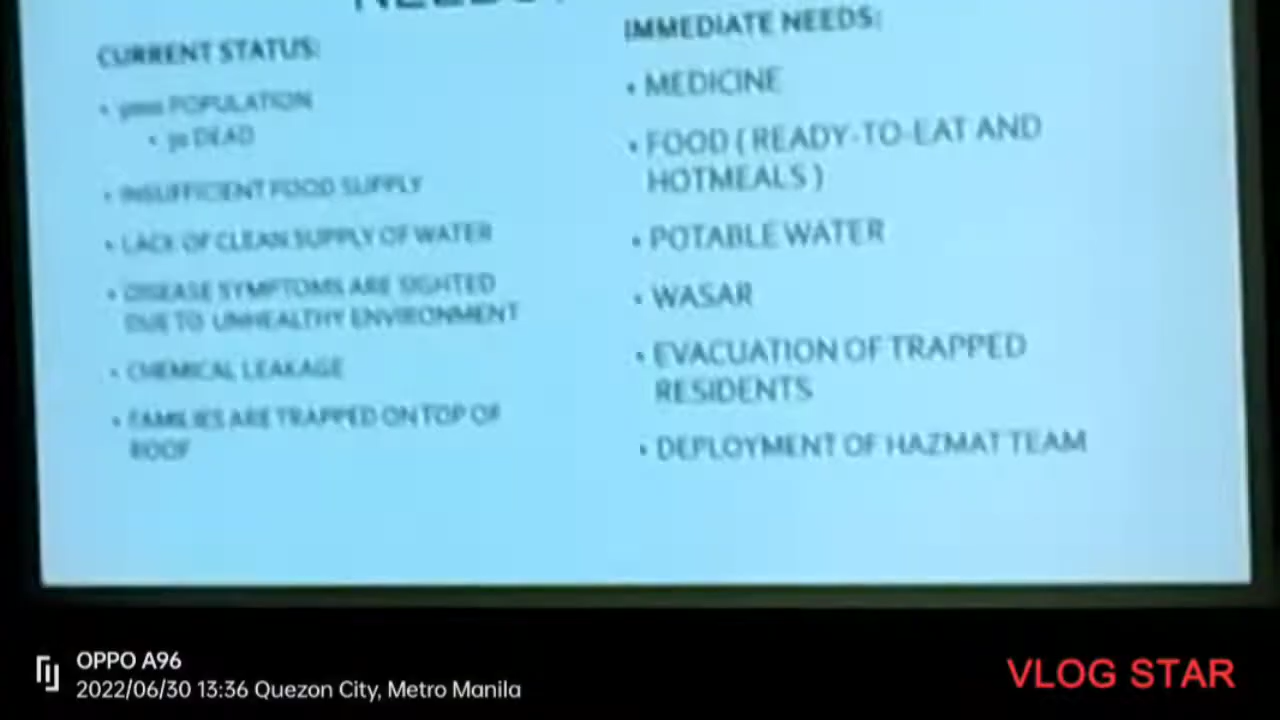 CURRENT STATUS:
• POPULATION
• 30 DEAD
• INSUFFICIENT FOOD SUPPLY
• LACK OF CLEAN SUPPLY OF WATER
• DISEASE SYMPTOMS ARE SIGHTED
DUE TO UNHEALTHY ENVIRONMENT
• CHEMICAL LEAKAGE
• FAMILIES ARE TRAPPED ON TOP OF
ROOF
IMMEDIATE NEEDS:
• MEDICINE
• FOOD ( READY-TO-EAT AND
HOTMEALS )
• POTABLE WATER
• WASAR
• EVACUATION OF TRAPPED
RESIDENTS
• DEPLOYMENT OF HAZMAT TEAM
OPPO A96
2022/06/30 13:36 Quezon City, Metro Manila
VLOG STAR